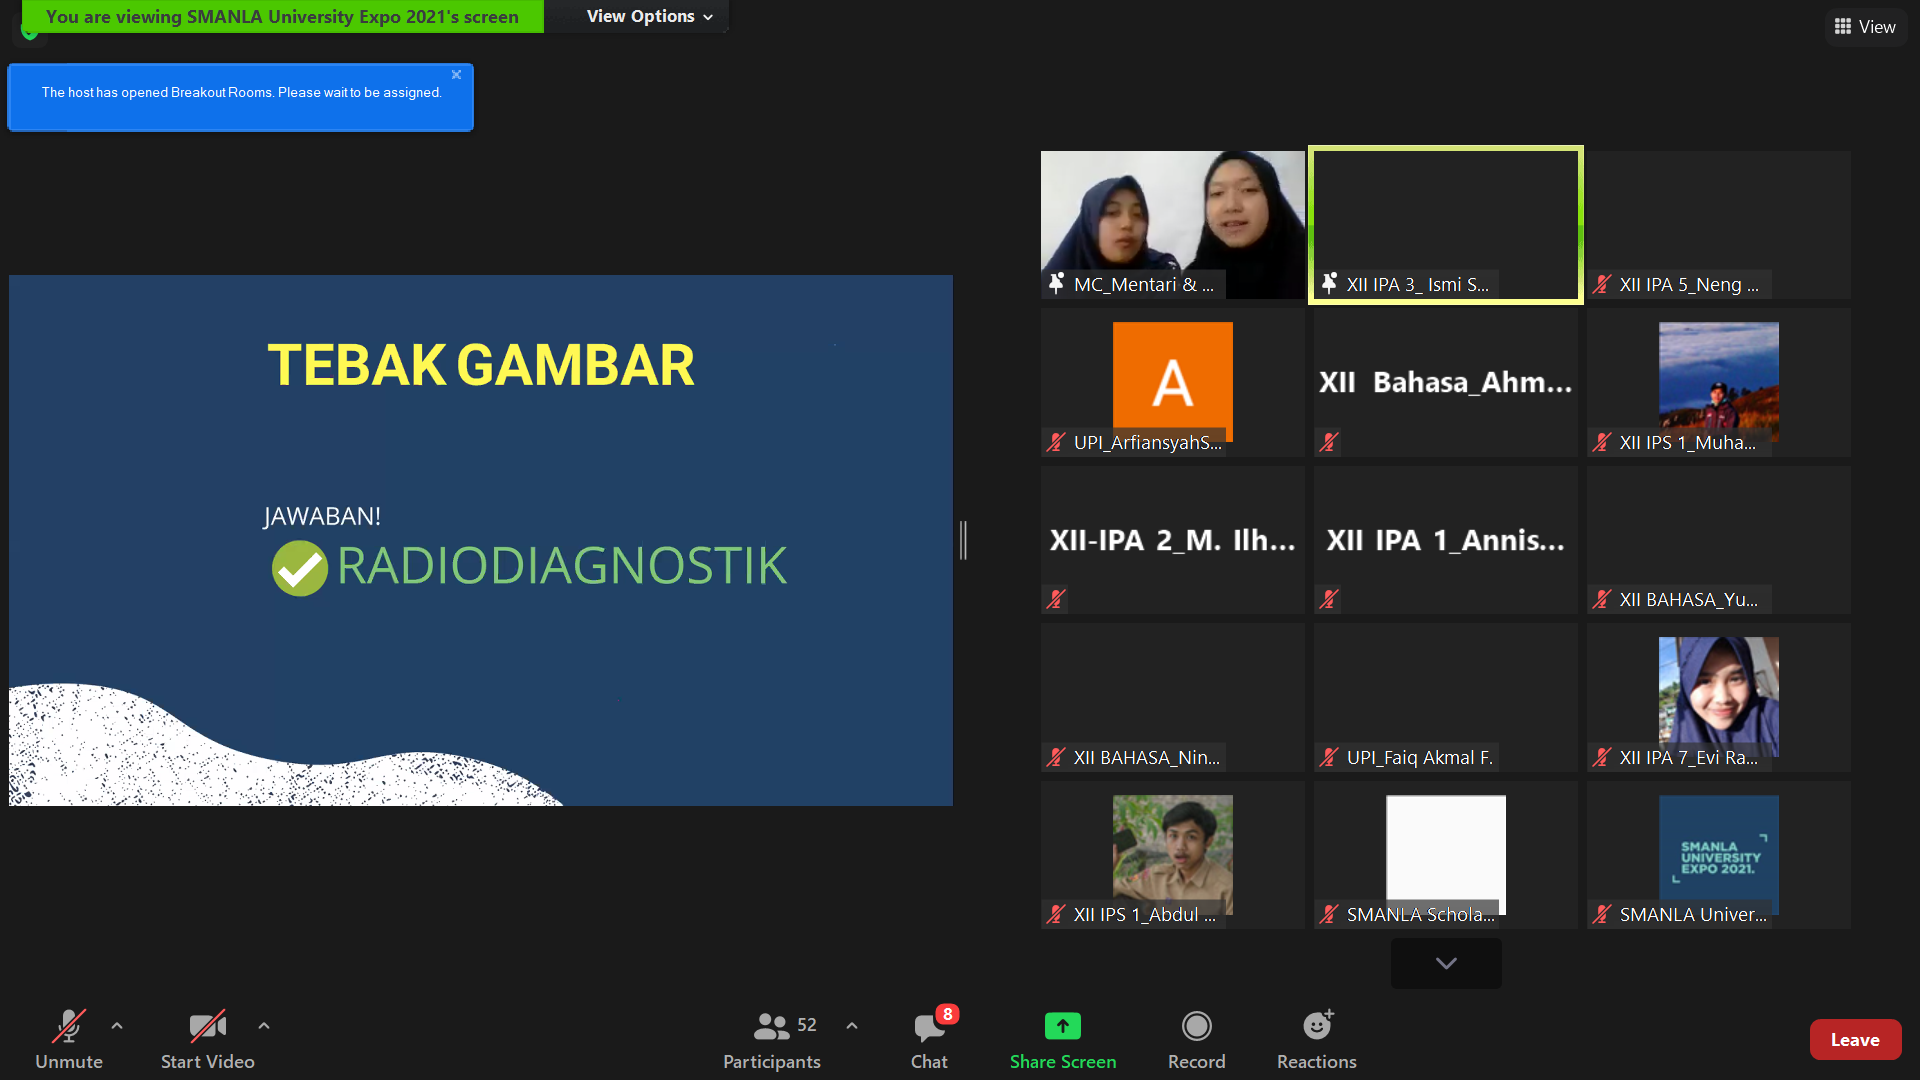 You are viewing SMANLA University Expo 2021's screen
View Options
View
The host has opened Breakout Rooms. Please wait to be assigned.
TEBAK GAMBAR
JAWABAN!
RADIODIAGNOSTIK
MC_Mentari & ...
XII IPA 3_ Ismi S...
XII IPA 5_Neng ...
A
UPI_ArfiansyahS...
XII Bahasa_Ahm...
XII IPS 1_Muha...
XII-IPA 2_M. Ilh...
XII IPA 1_Annis...
XII BAHASA_Yu...
XII BAHASA_Nin...
UPI_Faiq Akmal F.
XII IPA 7_Evi Ra...
XII IPS 1_Abdul ...
SMANLA Schola...
SMANLA
UNIVERSITY
EXPO 2021.
SMANLA Univer...
Unmute
Start Video
52
Participants
8
Chat
Share Screen
Record
Reactions
Leave